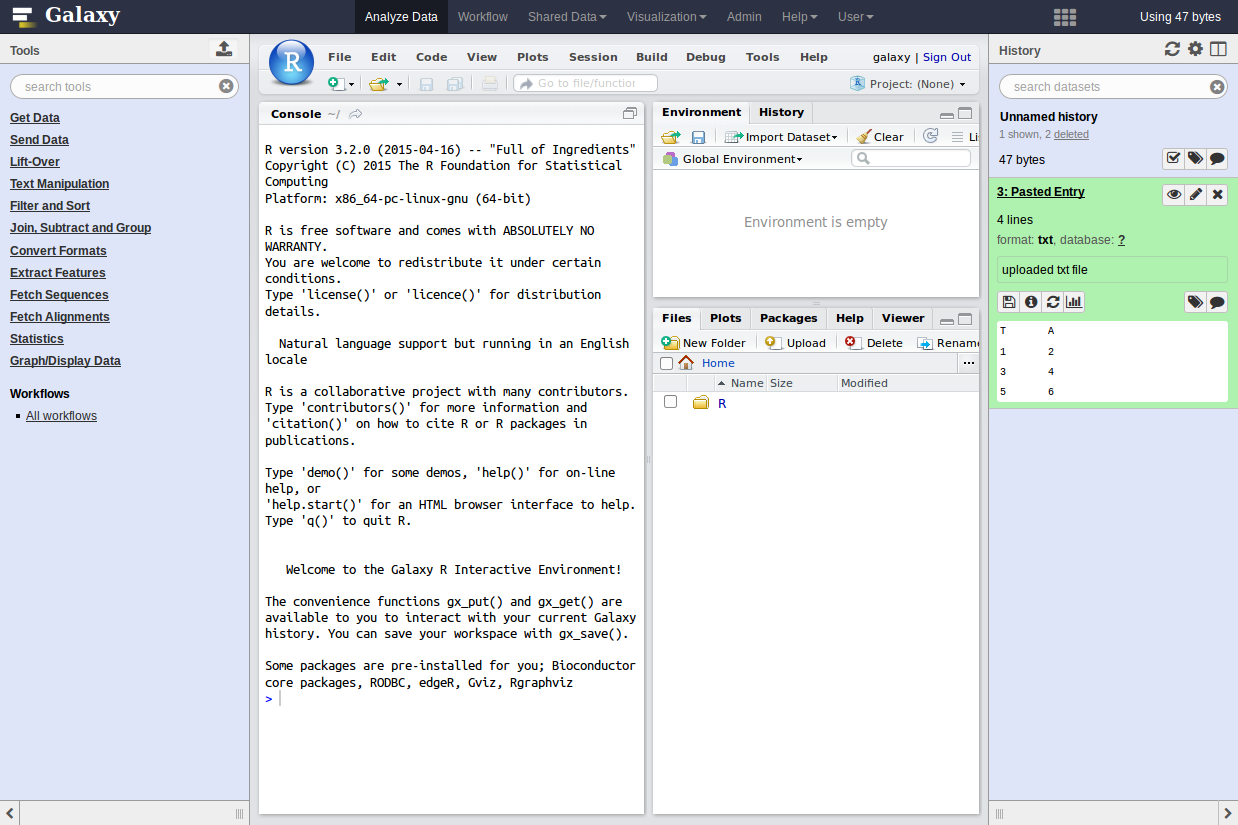 Galaxy
Analyze Data
Workflow
Shared Data
Visualization
Admin
Help
User
Using 47 bytes
Tools
search tools
Get Data
Send Data
Lift-Over
Text Manipulation
Filter and Sort
Join, Subtract and Group
Convert Formats
Extract Features
Fetch Sequences
Fetch Alignments
Statistics
Graph/Display Data
Workflows
All workflows
R
File Edit Code View Plots Session Build Debug Tools Help
galaxy | Sign Out
Go to file/function
Project: (None)
Console ~/
R version 3.2.0 (2015-04-16) -- "Full of Ingredients"
Copyright (C) 2015 The R Foundation for Statistical
Computing
Platform: x86_64-pc-linux-gnu (64-bit)
R is free software and comes with ABSOLUTELY NO
WARRANTY.
You are welcome to redistribute it under certain
conditions.
Type 'license()' or 'licence()' for distribution
details.
Natural language support but running in an English
locale
R is a collaborative project with many contributors.
Type 'contributors()' for more information and
'citation()' on how to cite R or R packages in
publications.
Type 'demo()' for some demos, 'help()' for on-line
help, or
'help.start()' for an HTML browser interface to help.
Type 'q()' to quit R.
Welcome to the Galaxy R Interactive Environment!
The convenience functions gx_put() and gx_get() are
available to you to interact with your current Galaxy
history. You can save your workspace with gx_save().
Some packages are pre-installed for you; Bioconductor
core packages, RODBC, edgeR, Gviz, Rgraphviz
>
Environment History
Import Dataset Clear Li
Global Environment
Environment is empty
Files Plots Packages Help Viewer
New Folder Upload Delete Rename
Home ...
Name Size Modified
R
History
search datasets
Unnamed history
1 shown, 2 deleted
47 bytes
3: Pasted Entry
4 lines
format: txt, database: ?
uploaded txt file
T A
1 2
3 4
5 6